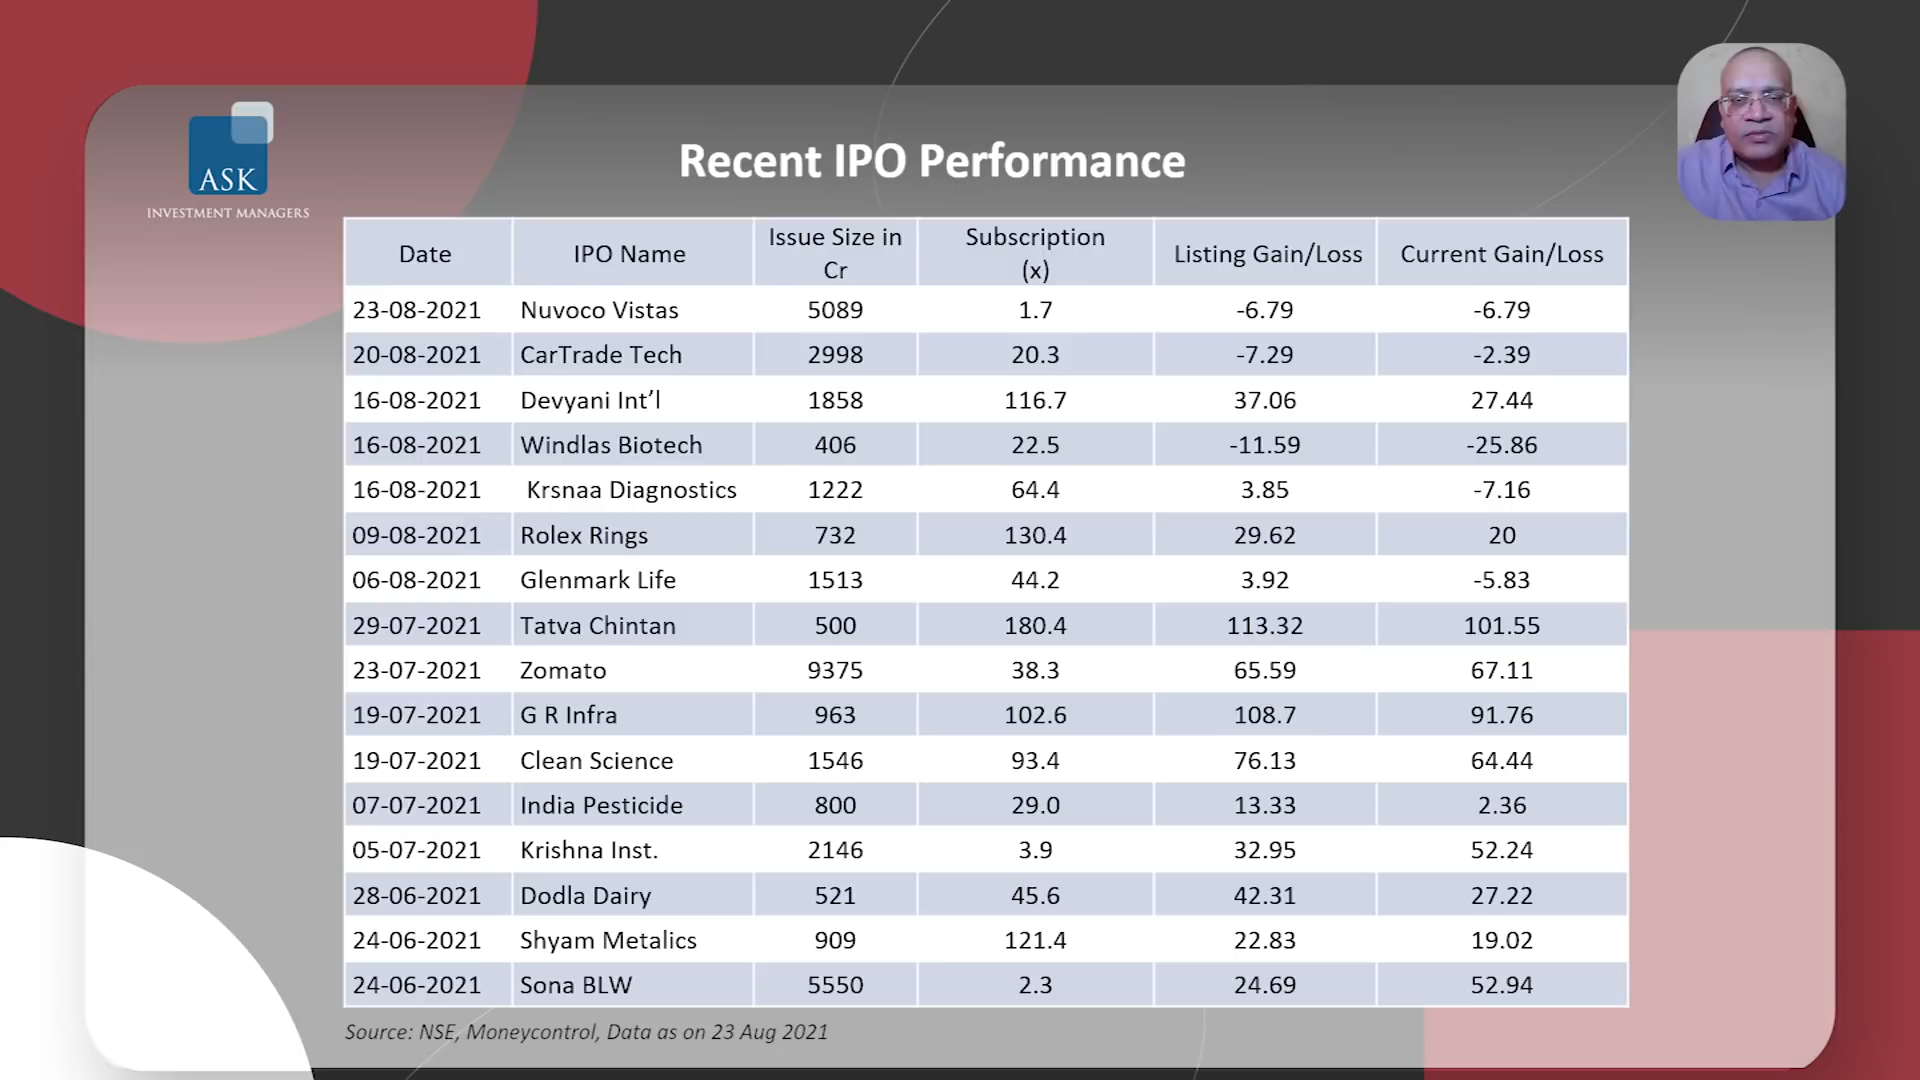 ASK
INVESTMENT MANAGERS
Recent IPO Performance
Date IPO Name Issue Size in Cr Subscription (x) Listing Gain/Loss Current Gain/Loss
23-08-2021 Nuvoco Vistas 5089 1.7 -6.79 -6.79
20-08-2021 CarTrade Tech 2998 20.3 -7.29 -2.39
16-08-2021 Devyani Int’l 1858 116.7 37.06 27.44
16-08-2021 Windlas Biotech 406 22.5 -11.59 -25.86
16-08-2021 Krsnaa Diagnostics 1222 64.4 3.85 -7.16
09-08-2021 Rolex Rings 732 130.4 29.62 20
06-08-2021 Glenmark Life 1513 44.2 3.92 -5.83
29-07-2021 Tatva Chintan 500 180.4 113.32 101.55
23-07-2021 Zomato 9375 38.3 65.59 67.11
19-07-2021 G R Infra 963 102.6 108.7 91.76
19-07-2021 Clean Science 1546 93.4 76.13 64.44
07-07-2021 India Pesticide 800 29.0 13.33 2.36
05-07-2021 Krishna Inst. 2146 3.9 32.95 52.24
28-06-2021 Dodla Dairy 521 45.6 42.31 27.22
24-06-2021 Shyam Metalics 909 121.4 22.83 19.02
24-06-2021 Sona BLW 5550 2.3 24.69 52.94
Source: NSE, Moneycontrol, Data as on 23 Aug 2021